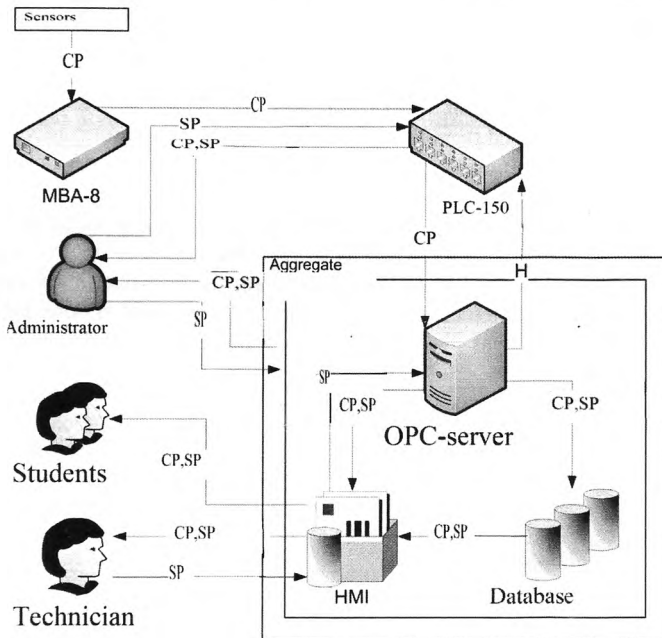 Sensors
CP
CP
SP
CP,SP
MBA-8
PLC-150
CP
Aggregate
H
CP,SP
Administrator
SP
SP
CP,SP
CP,SP
OPC-server
Students
CP,SP
CP,SP
CP,SP
SP
Technician
HMI
Database